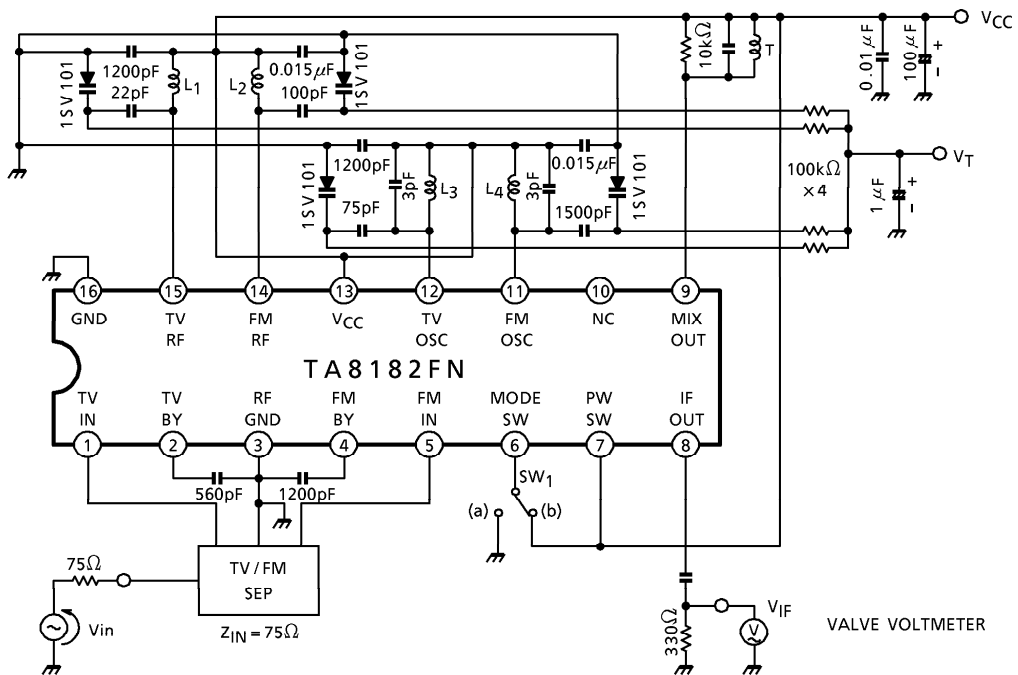 VCC
1200pF
22pF
1SV101
L1
L2
0.015µF
100pF
1SV101
10kΩ
T
0.01µF
100µF
+
-
VT
100kΩ
×4
1µF
+
-
1SV101
1200pF
75pF
3pF
L3
L4
3pF
0.015µF
1500pF
1SV101
16
15
14
13
12
11
10
9
GND
TV
RF
FM
RF
VCC
TV
OSC
FM
OSC
NC
MIX
OUT
TA8182FN
TV
IN
TV
BY
RF
GND
FM
BY
FM
IN
MODE
SW
PW
SW
IF
OUT
1
2
3
4
5
6
7
8
560pF
1200pF
SW1
(a)
(b)
75Ω
TV/FM
SEP
ZIN=75Ω
Vin
~
330Ω
VIF
V
VALVE VOLTMETER